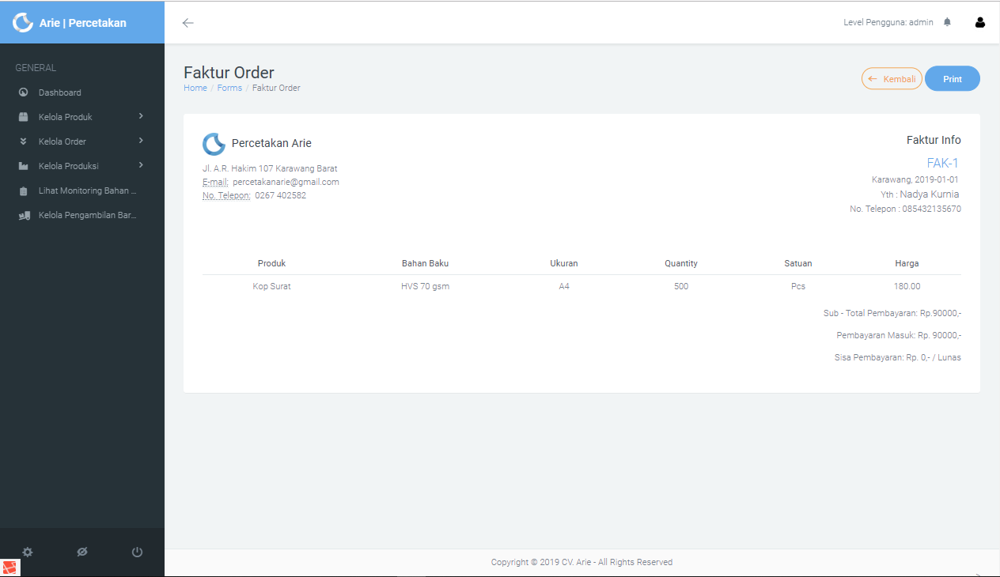 Arie | Percetakan
Level Pengguna: admin
GENERAL
Dashboard
Kelola Produk
Kelola Order
Kelola Produksi
Lihat Monitoring Bahan ...
Kelola Pengambilan Bar...
Faktur Order
Home / Forms / Faktur Order
Kembali
Print
Percetakan Arie
Jl. A.R. Hakim 107 Karawang Barat
E-mail: percetakanarie@gmail.com
No. Telepon: 0267 402582
Faktur Info
FAK-1
Karawang, 2019-01-01
Yth : Nadya Kurnia
No. Telepon : 085432135670
Produk Bahan Baku Ukuran Quantity Satuan Harga
Kop Surat HVS 70 gsm A4 500 Pcs 180.00
Sub - Total Pembayaran: Rp.90000,-
Pembayaran Masuk: Rp. 90000,-
Sisa Pembayaran: Rp. 0,- / Lunas
Copyright © 2019 CV. Arie - All Rights Reserved